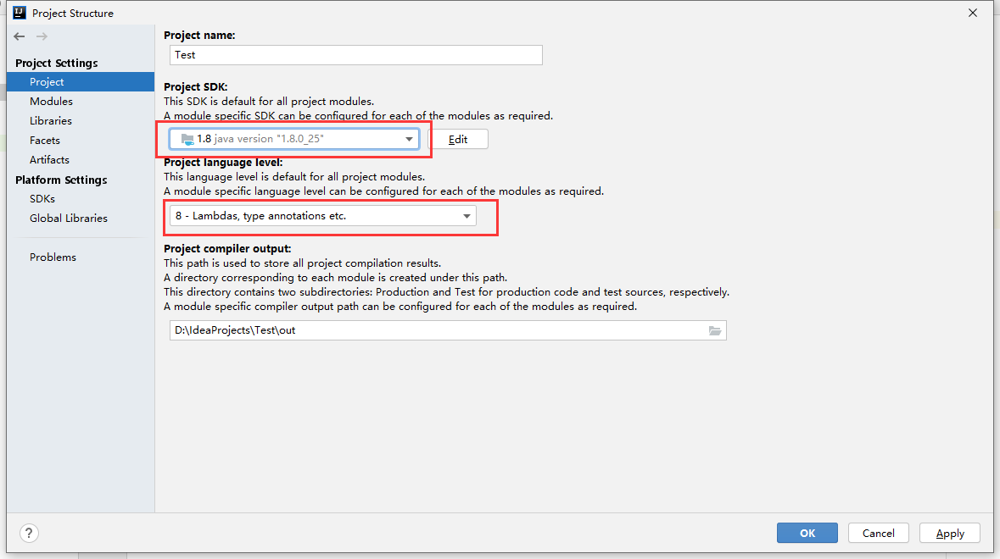 Project Structure
Project Settings
Project
Modules
Libraries
Facets
Artifacts
Platform Settings
SDKs
Global Libraries
Problems
Project name:
Test
Project SDK:
This SDK is default for all project modules.
A module specific SDK can be configured for each of the modules as required.
1.8 java version "1.8.0_25"
Edit
Project language level:
This language level is default for all project modules.
A module specific language level can be configured for each of the modules as required.
8 - Lambdas, type annotations etc.
Project compiler output:
This path is used to store all project compilation results.
A directory corresponding to each module is created under this path.
This directory contains two subdirectories: Production and Test for production code and test sources, respectively.
A module specific compiler output path can be configured for each of the modules as required.
D:\IdeaProjects\Test\out
?
OK
Cancel
Apply